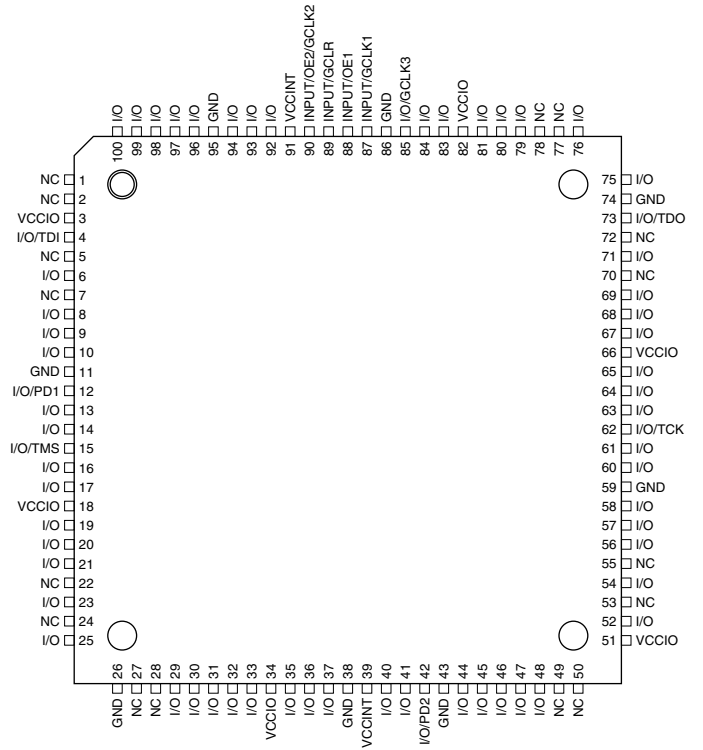 100 I/O
99 I/O
98 I/O
97 I/O
96 I/O
95 GND
94 I/O
93 I/O
92 I/O
91 VCCINT
90 INPUT/OE2/GCLK2
89 INPUT/GCLR
88 INPUT/OE1
87 INPUT/GCLK1
86 GND
85 I/O/GCLK3
84 I/O
83 I/O
82 VCCIO
81 I/O
80 I/O
79 I/O
78 NC
77 NC
76 I/O
NC 1
NC 2
VCCIO 3
I/O/TDI 4
NC 5
I/O 6
NC 7
I/O 8
I/O 9
I/O 10
GND 11
I/O/PD1 12
I/O 13
I/O 14
I/O/TMS 15
I/O 16
I/O 17
VCCIO 18
I/O 19
I/O 20
I/O 21
NC 22
I/O 23
NC 24
I/O 25
75 I/O
74 GND
73 I/O/TDO
72 NC
71 I/O
70 NC
69 I/O
68 I/O
67 I/O
66 VCCIO
65 I/O
64 I/O
63 I/O
62 I/O/TCK
61 I/O
60 I/O
59 GND
58 I/O
57 I/O
56 I/O
55 NC
54 I/O
53 NC
52 I/O
51 VCCIO
GND 26
NC 27
NC 28
I/O 29
I/O 30
I/O 31
I/O 32
I/O 33
VCCIO 34
I/O 35
I/O 36
I/O 37
GND 38
VCCINT 39
I/O 40
I/O 41
I/O/PD2 42
GND 43
I/O 44
I/O 45
I/O 46
I/O 47
I/O 48
NC 49
NC 50